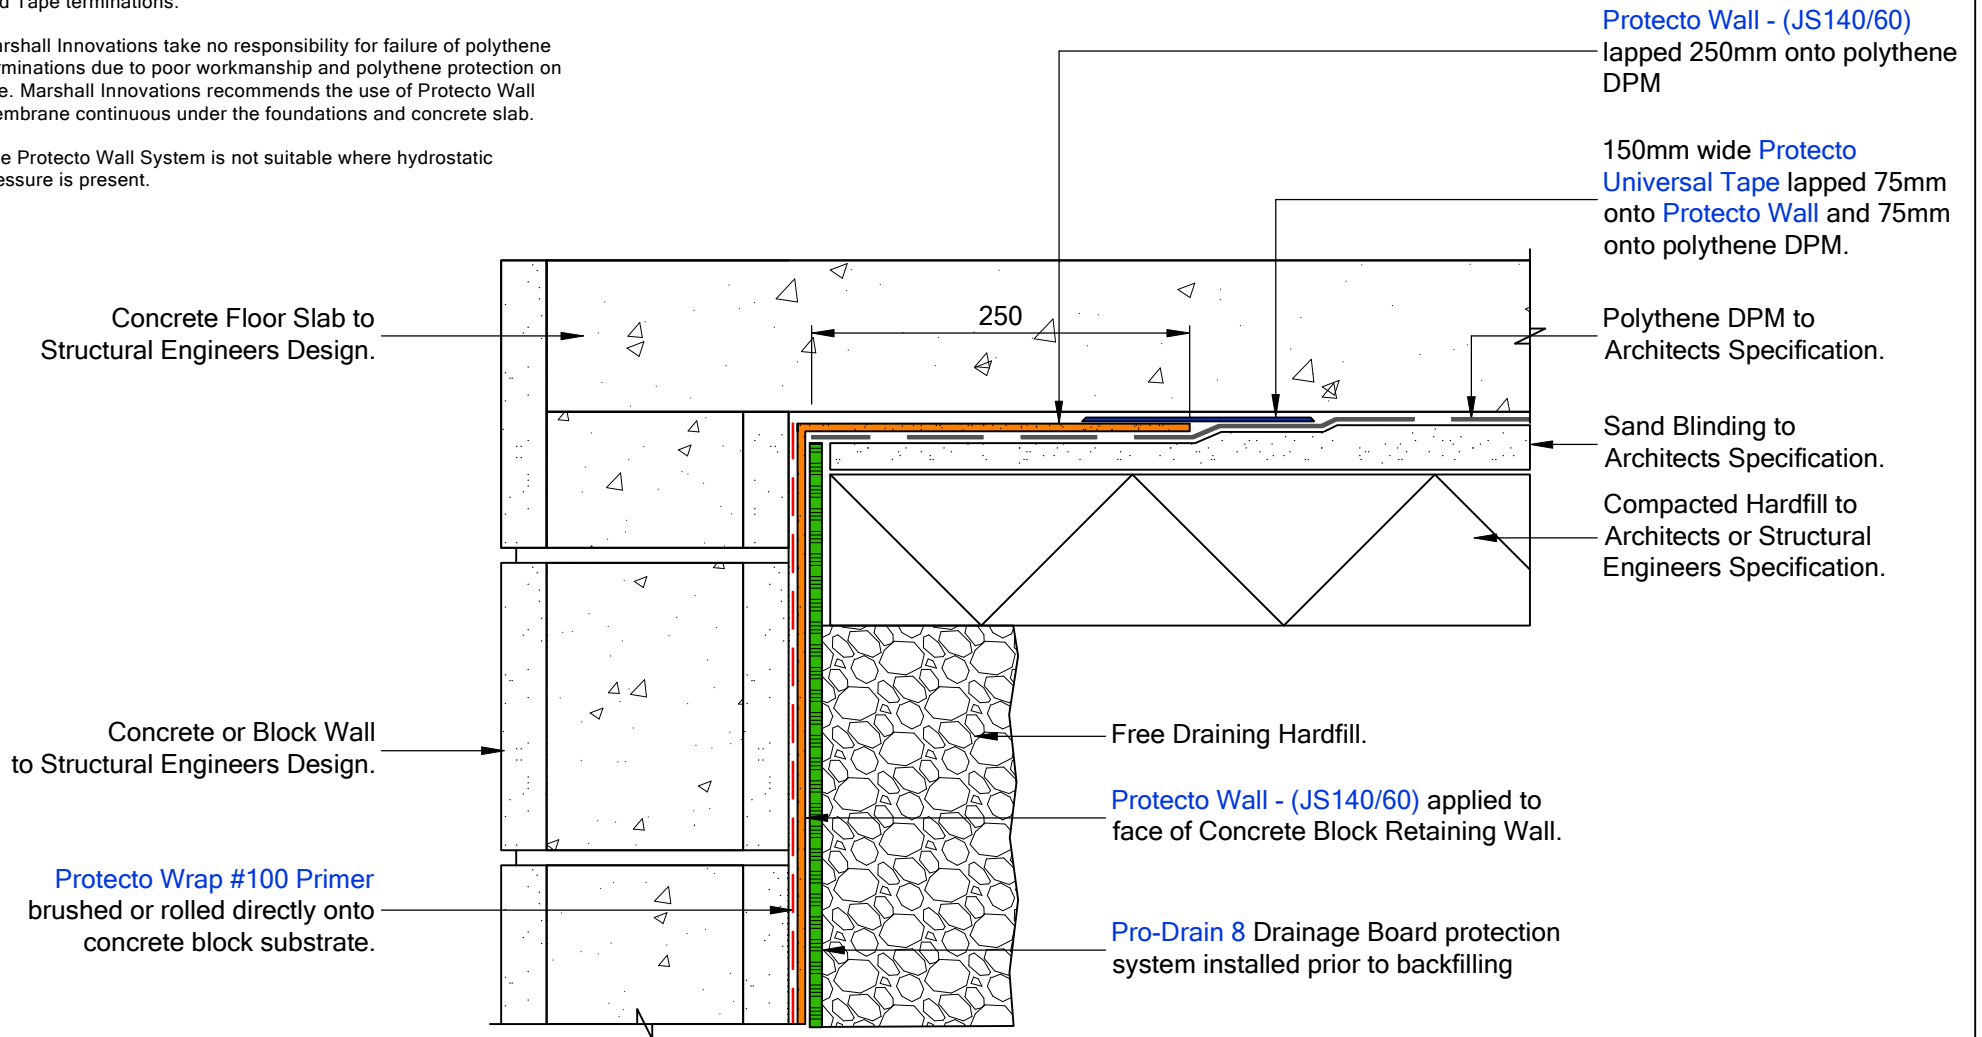 Tape terminations.
Innovations take no responsibility for failure of polythene
due to poor workmanship and polythene protection on
Marshall Innovations recommends the use of Protecto Wall
continuous under the foundations and concrete slab.
Protecto Wall System is not suitable where hydrostatic
is present.
Protecto Wall - (JS140/60)
lapped 250mm onto polythene
DPM
150mm wide Protecto
Universal Tape lapped 75mm
onto Protecto Wall and 75mm
onto polythene DPM.
Concrete Floor Slab to
Structural Engineers Design.
250
Polythene DPM to
Architects Specification.
Sand Blinding to
Architects Specification.
Compacted Hardfill to
Architects or Structural
Engineers Specification.
Concrete or Block Wall
to Structural Engineers Design.
Free Draining Hardfill.
Protecto Wall - (JS140/60) applied to
face of Concrete Block Retaining Wall.
Protecto Wrap #100 Primer
brushed or rolled directly onto
concrete block substrate.
Pro-Drain 8 Drainage Board protection
system installed prior to backfilling